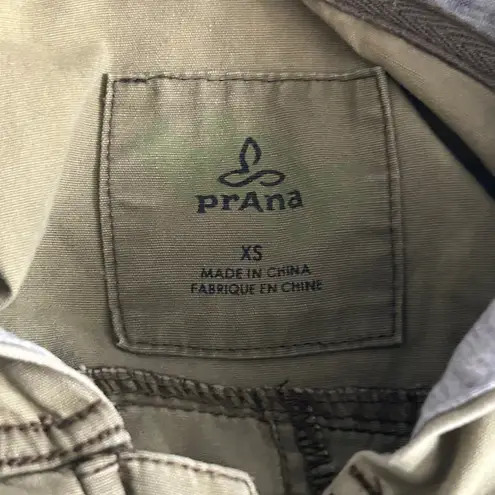 prAna
XS
MADE IN CHINA
FABRIQUE EN CHINE